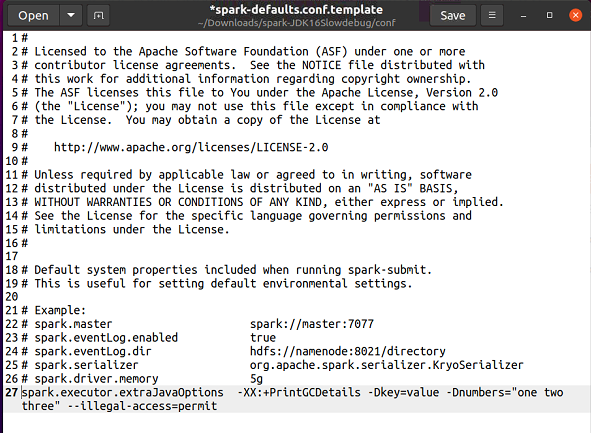 Open
*spark-defaults.conf.template
~/Downloads/spark-JDK16Slowdebug/conf
Save
1 #
2 # Licensed to the Apache Software Foundation (ASF) under one or more
3 # contributor license agreements.  See the NOTICE file distributed with
4 # this work for additional information regarding copyright ownership.
5 # The ASF licenses this file to You under the Apache License, Version 2.0
6 # (the "License"); you may not use this file except in compliance with
7 # the License.  You may obtain a copy of the License at
8 #
9 #    http://www.apache.org/licenses/LICENSE-2.0
10 #
11 # Unless required by applicable law or agreed to in writing, software
12 # distributed under the License is distributed on an "AS IS" BASIS,
13 # WITHOUT WARRANTIES OR CONDITIONS OF ANY KIND, either express or implied.
14 # See the License for the specific language governing permissions and
15 # limitations under the License.
16 #
17
18 # Default system properties included when running spark-submit.
19 # This is useful for setting default environmental settings.
20
21 # Example:
22 # spark.master                     spark://master:7077
23 # spark.eventLog.enabled           true
24 # spark.eventLog.dir               hdfs://namenode:8021/directory
25 # spark.serializer                 org.apache.spark.serializer.KryoSerializer
26 # spark.driver.memory              5g
27 spark.executor.extraJavaOptions  -XX:+PrintGCDetails -Dkey=value -Dnumbers="one two
three" --illegal-access=permit